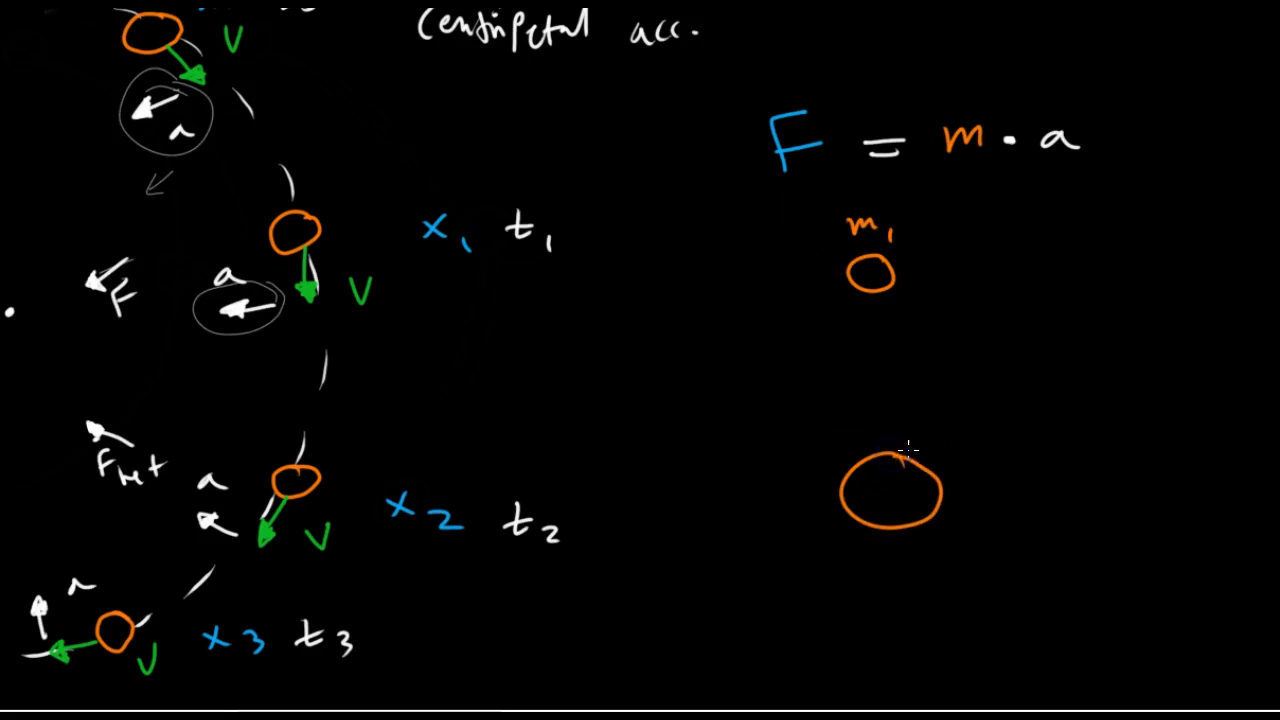 Centripetal acc.
V
a
F = m · a
m1
x1 t1
a
F
V
Fnet
a
x2 t2
V
a
x3 t3
V